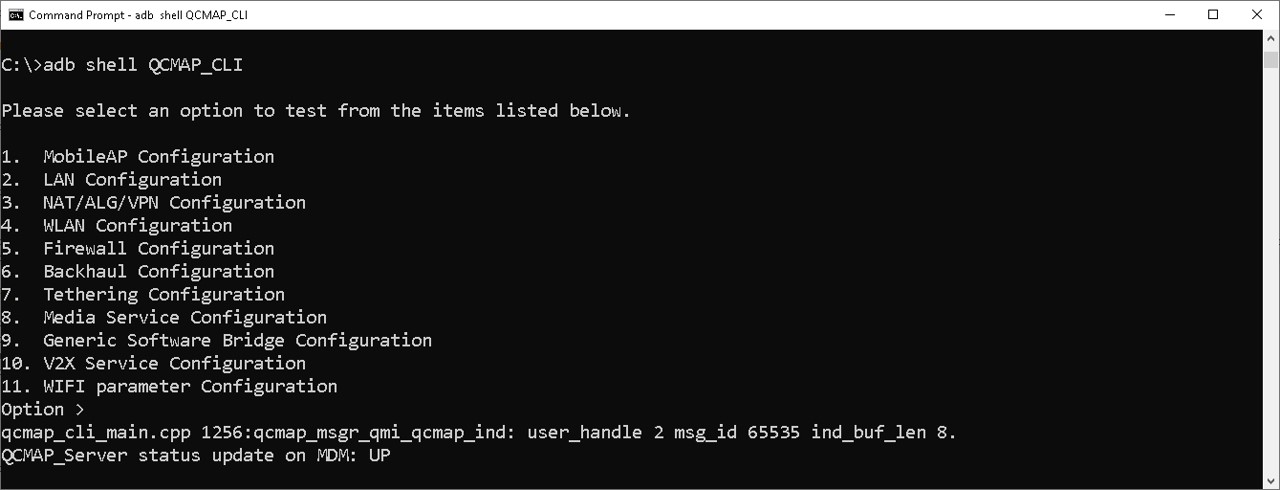 Command Prompt - adb  shell QCMAP_CLI
C:\>adb shell QCMAP_CLI
Please select an option to test from the items listed below.
1.  MobileAP Configuration
2.  LAN Configuration
3.  NAT/ALG/VPN Configuration
4.  WLAN Configuration
5.  Firewall Configuration
6.  Backhaul Configuration
7.  Tethering Configuration
8.  Media Service Configuration
9.  Generic Software Bridge Configuration
10. V2X Service Configuration
11. WIFI parameter Configuration
Option >
qcmap_cli_main.cpp 1256:qcmap_msgr_qmi_qcmap_ind: user_handle 2 msg_id 65535 ind_buf_len 8.
QCMAP_Server status update on MDM: UP